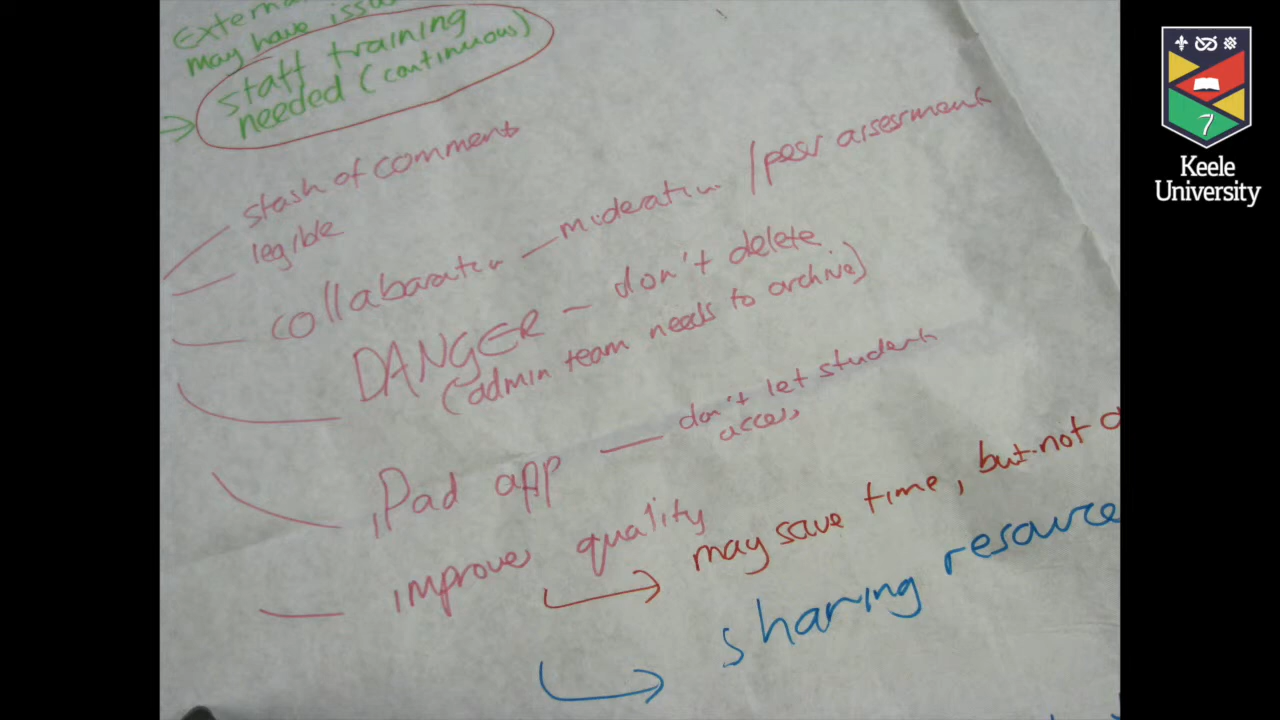 Externa
may have issu
staff training
needed (continuous)
stash of comments
legible
collaboration — moderation / peer assessment
DANGER — don't delete
(admin team needs to archive)
iPad app — don't let students
access
improves quality
may save time, but not
sharing resource
Keele
University